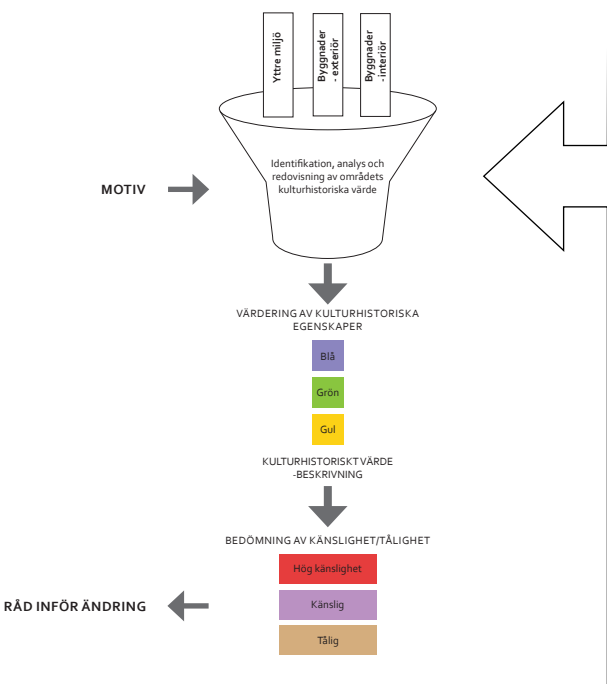 Yttre miljö
Byggnader
- exteriör
Byggnader
- interiör
Identifikation, analys och
redovisning av områdets
kulturhistoriska värde
MOTIV
VÄRDERING AV KULTURHISTORISKA
EGENSKAPER
Blå
Grön
Gul
KULTURHISTORISKT VÄRDE
-BESKRIVNING
BEDÖMNING AV KÄNSLIGHET/TÅLIGHET
Hög känslighet
Känslig
Tålig
RÅD INFÖR ÄNDRING